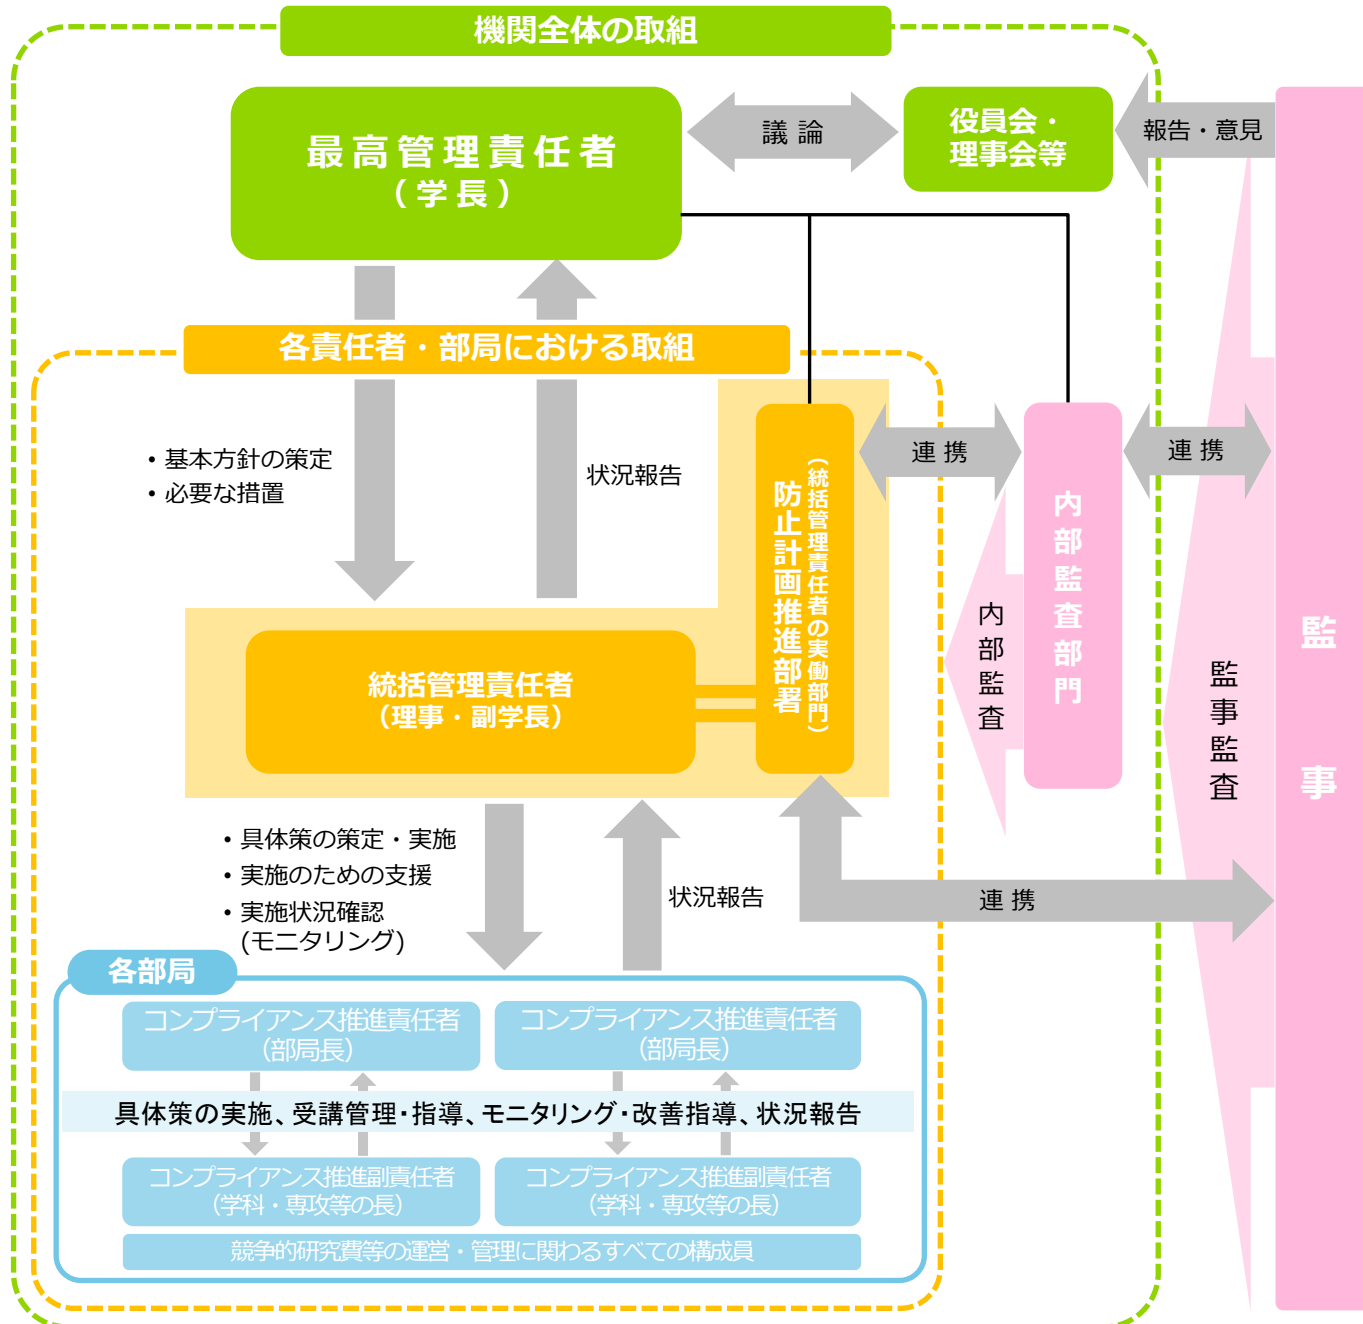 機関全体の取組
最高管理責任者
（学長）
議論
役員会・
理事会等
報告・意見
各責任者・部局における取組
・基本方針の策定
・必要な措置
状況報告
防止計画推進部署
（統括管理責任者の実働部門）
連携
内部監査部門
連携
監事
内部監査
監事監査
統括管理責任者
（理事・副学長）
・具体策の策定・実施
・実施のための支援
・実施状況確認
(モニタリング)
状況報告
連携
各部局
コンプライアンス推進責任者
（部局長）
コンプライアンス推進責任者
（部局長）
具体策の実施、受講管理・指導、モニタリング・改善指導、状況報告
コンプライアンス推進副責任者
（学科・専攻等の長）
コンプライアンス推進副責任者
（学科・専攻等の長）
競争的研究費等の運営・管理に関わるすべての構成員